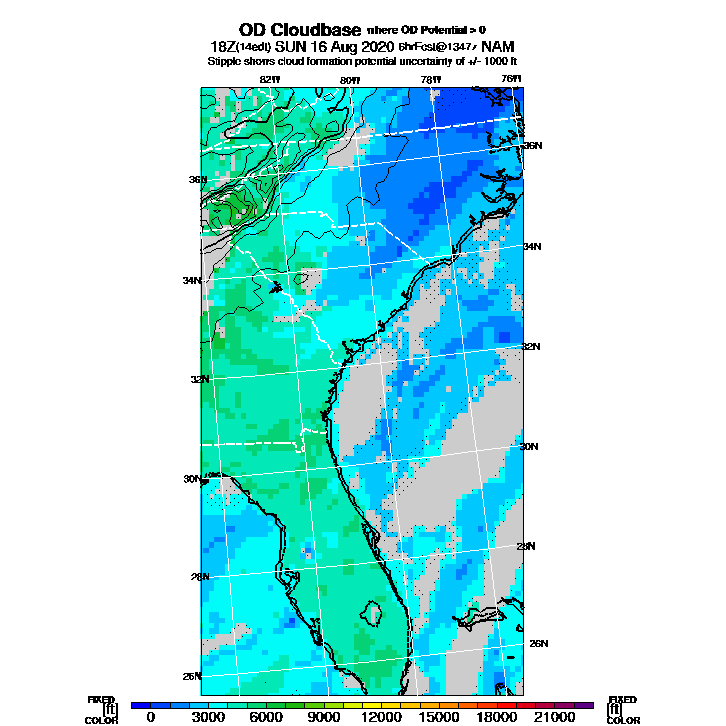 OD Cloudbase where OD Potential > 0
18Z(14edt) SUN 16 Aug 2020 6hrFcst@1347z NAM
Stipple shows cloud formation potential uncertainty of +/- 1000 ft
82W 80W 78W 76W
36N
36N
34N
34N
32N
32N
30N
30N
28N
28N
26N
26N
FIXED
[ft]
COLOR
0 3000 6000 9000 12000 15000 18000 21000
FIXED
[ft]
COLOR